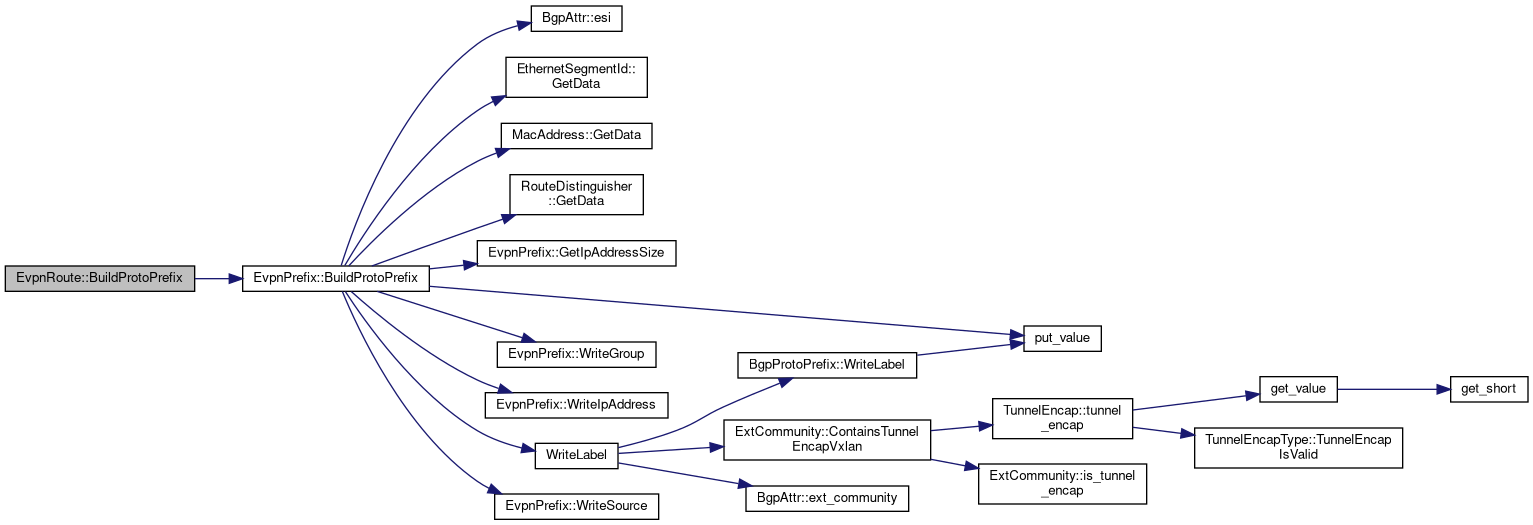 EvpnRoute::BuildProtoPrefix
EvpnPrefix::BuildProtoPrefix
BgpAttr::esi
EthernetSegmentId::
GetData
MacAddress::GetData
RouteDistinguisher
::GetData
EvpnPrefix::GetIpAddressSize
put_value
EvpnPrefix::WriteGroup
EvpnPrefix::WriteIpAddress
WriteLabel
EvpnPrefix::WriteSource
BgpProtoPrefix::WriteLabel
ExtCommunity::ContainsTunnel
EncapVxlan
BgpAttr::ext_community
TunnelEncap::tunnel
_encap
ExtCommunity::is_tunnel
_encap
get_value
TunnelEncapType::TunnelEncap
IsValid
get_short